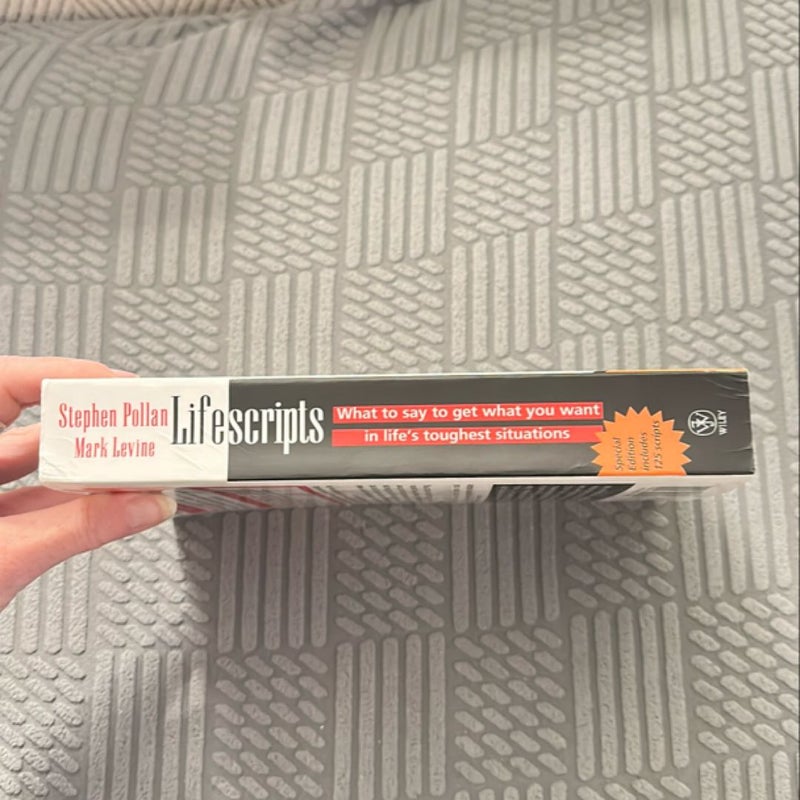 Stephen Pollan
Mark Levine
Lifescripts
What to say to get what you want
in life's toughest situations
Special
Edition
includes
125 scripts
WILEY